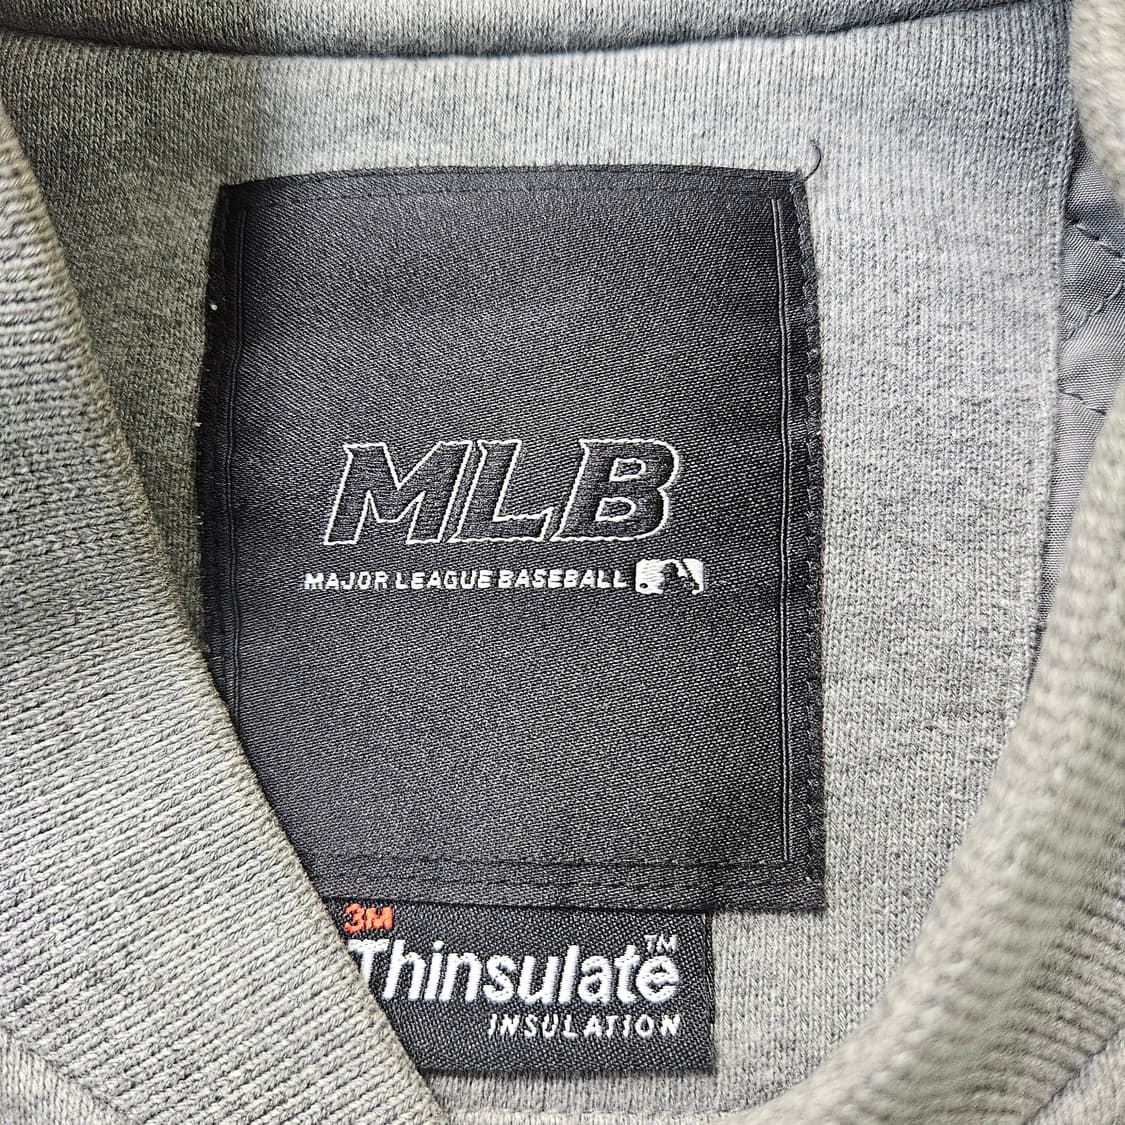 MLB
MAJOR LEAGUE BASEBALL
3M
Thinsulate™
INSULATION